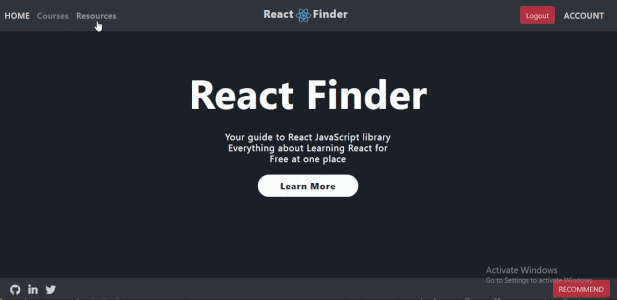 HOME Courses Resources React Finder Logout ACCOUNT
React Finder
Your guide to React JavaScript library
Everything about Learning React for
Free at one place
Learn More
Activate Windows
Go to Settings to activate Windows.
RECOMMEND